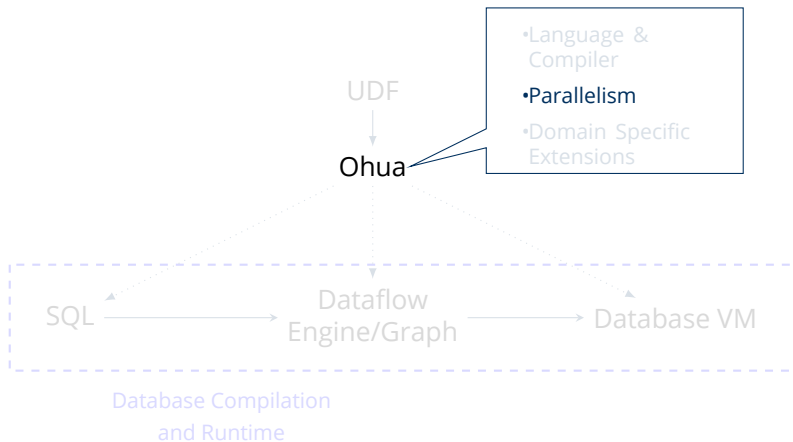 •Language & 
Compiler
•Parallelism
•Domain Specific
Extensions
UDF
Ohua
SQL
Dataflow
Engine/Graph
Database VM
Database Compilation
and Runtime